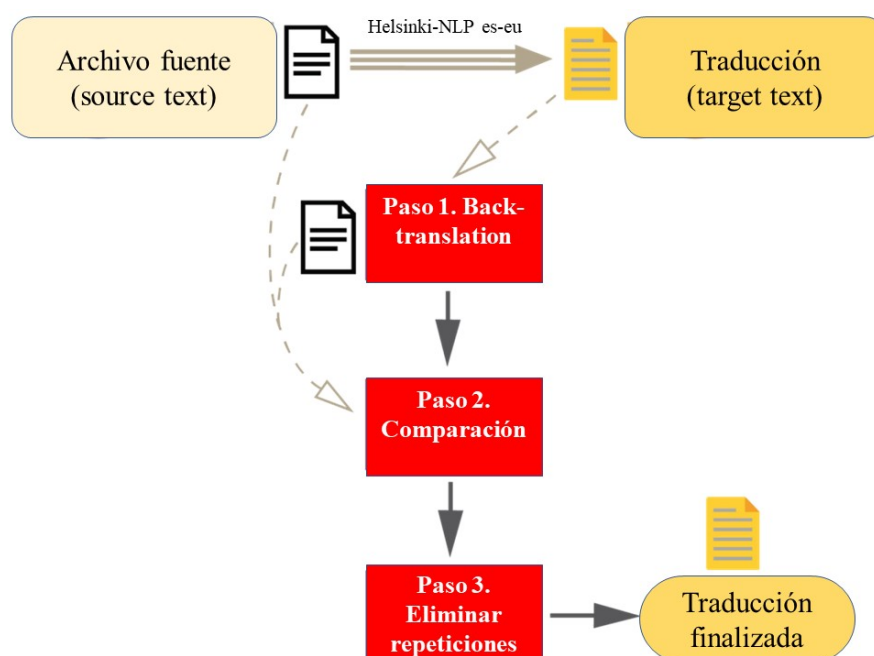 Helsinki-NLP es-eu
Archivo fuente
(source text)
Traducción
(target text)
Paso 1. Back-
translation
Paso 2.
Comparación
Paso 3.
Eliminar
repeticiones
Traducción
finalizada